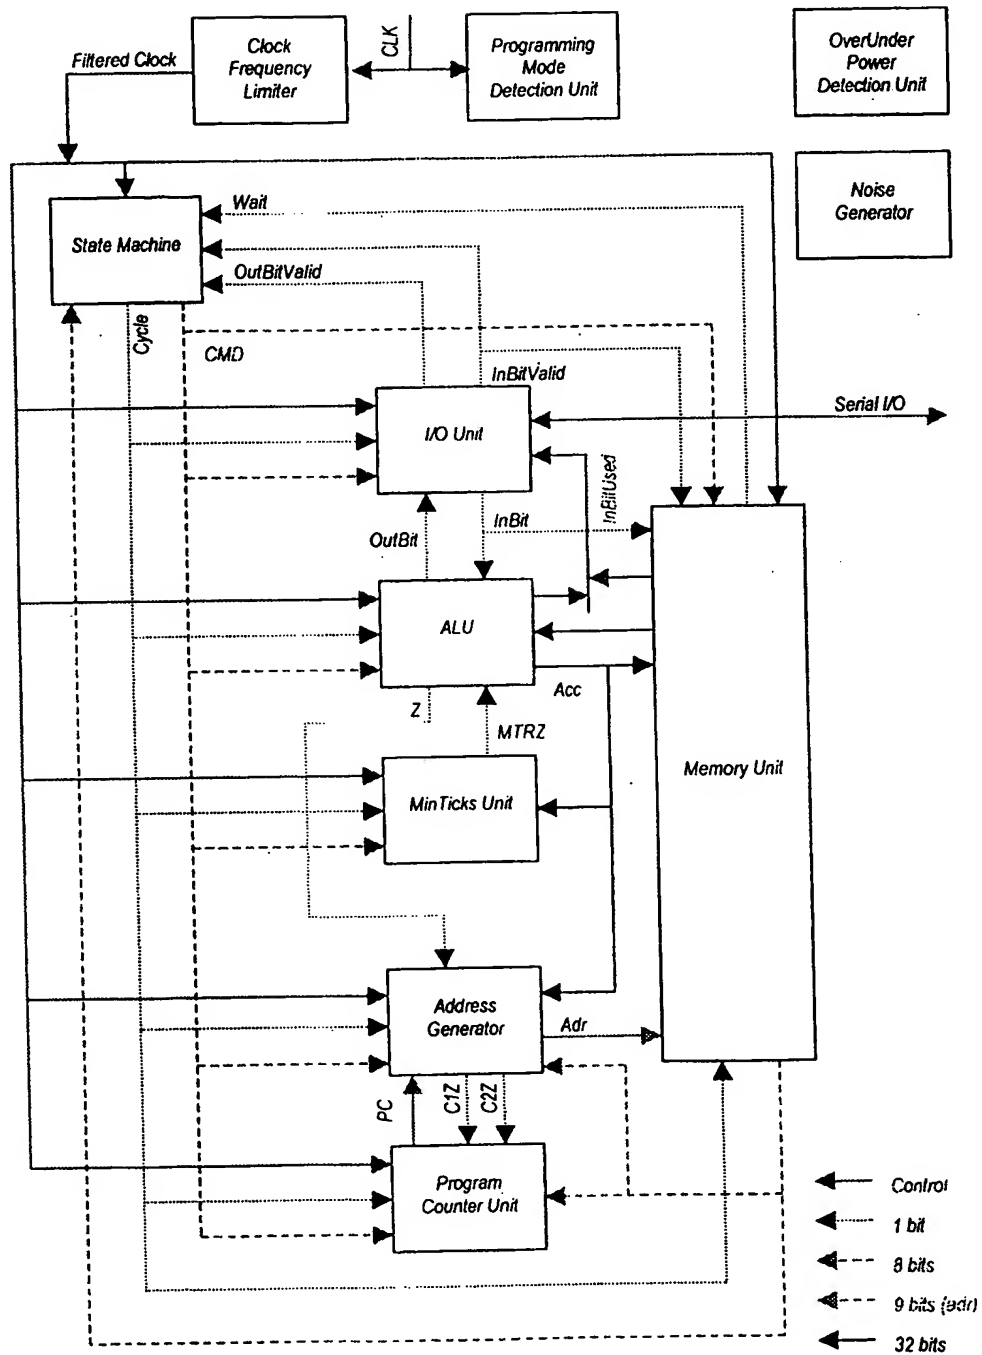 Filtered Clock
Clock
Frequency
Limiter
CLK
Programming
Mode
Detection Unit
OverUnder
Power
Detection Unit
State Machine
Wait
OutBitValid
Noise
Generator
Cycle
CMD
InBitValid
I/O Unit
Serial I/O
InBitUsed
OutBit
InBit
ALU
Z
Acc
MTRZ
MinTicks Unit
Memory Unit
Address
Generator
Adr
PC
C1Z
C2Z
Program
Counter Unit
Control
1 bit
8 bits
9 bits (adr)
32 bits